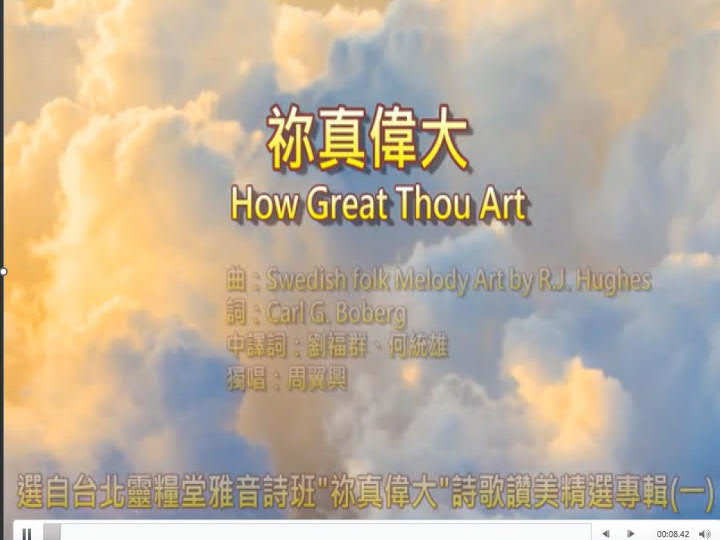 祢真偉大
How Great Thou Art
曲：Swedish folk Melody Art by R.J. Hughes
詞：Carl G. Boberg
中譯詞：劉福群、何統雄
獨唱：周翼興
選自台北靈糧堂雅音詩班"祢真偉大"詩歌讚美精選專輯(一)
00:08.42